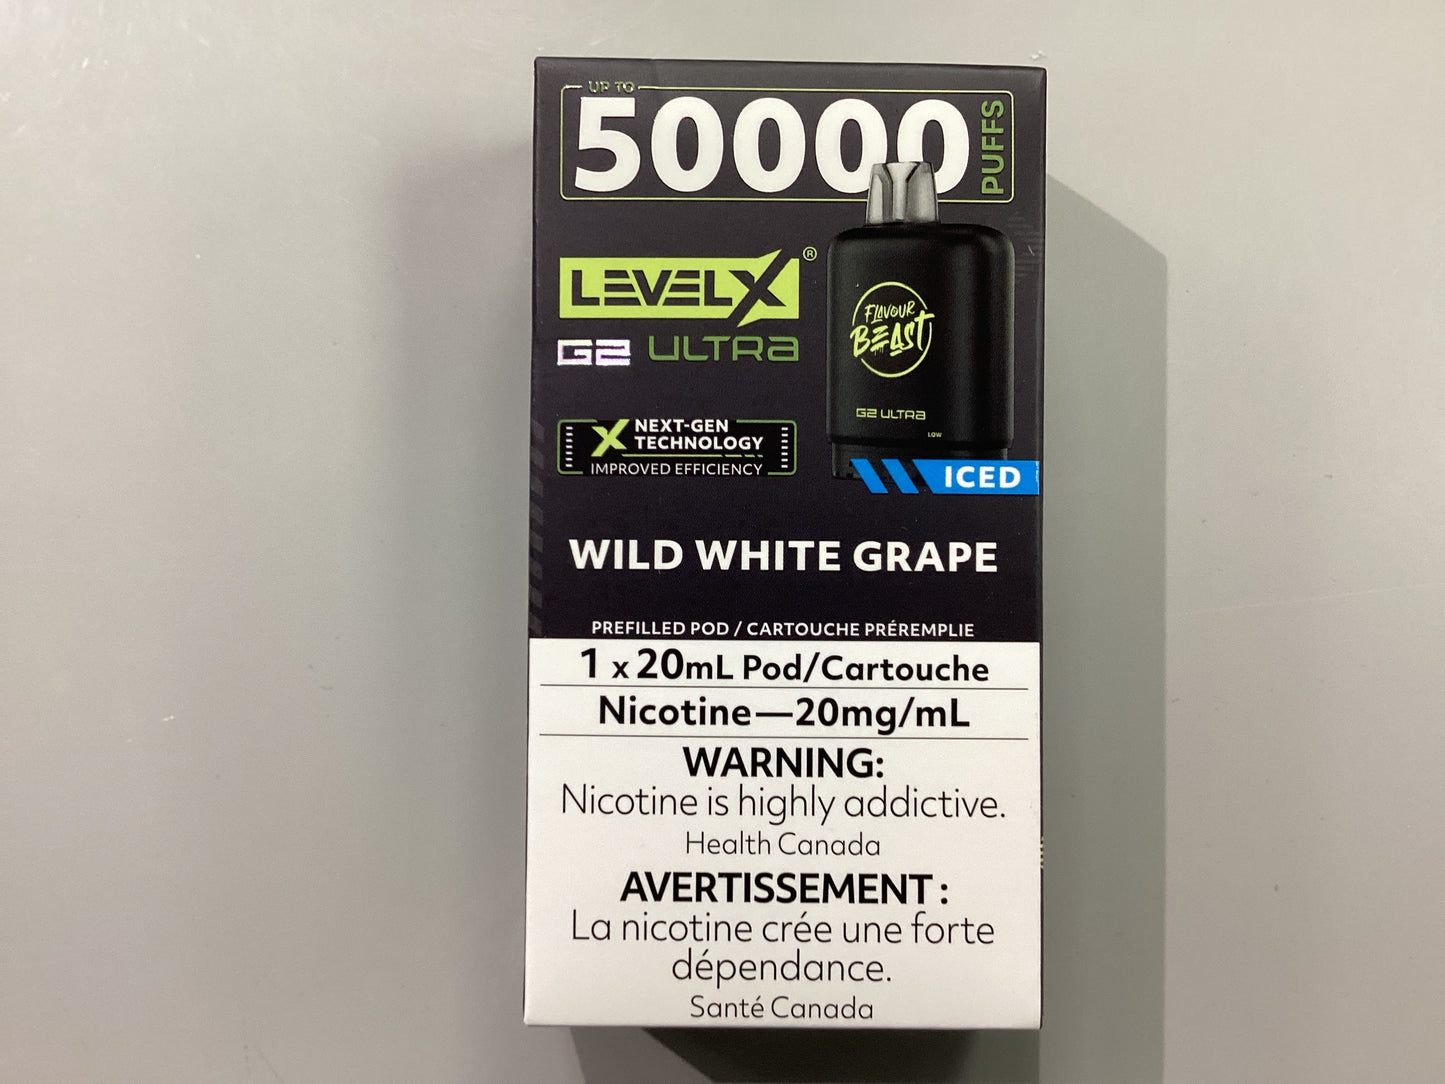 UP TO
50000
PUFFS
LEVELX®
G2 ULTRA
FLAVOUR
BEAST
G2 ULTRA
LOW
X NEXT-GEN
TECHNOLOGY
IMPROVED EFFICIENCY
ICED
WILD WHITE GRAPE
PREFILLED POD / CARTOUCHE PRÉREMPLIE
1 x 20mL Pod/Cartouche
Nicotine—20mg/mL
WARNING:
Nicotine is highly addictive.
Health Canada
AVERTISSEMENT :
La nicotine crée une forte
dépendance.
Santé Canada